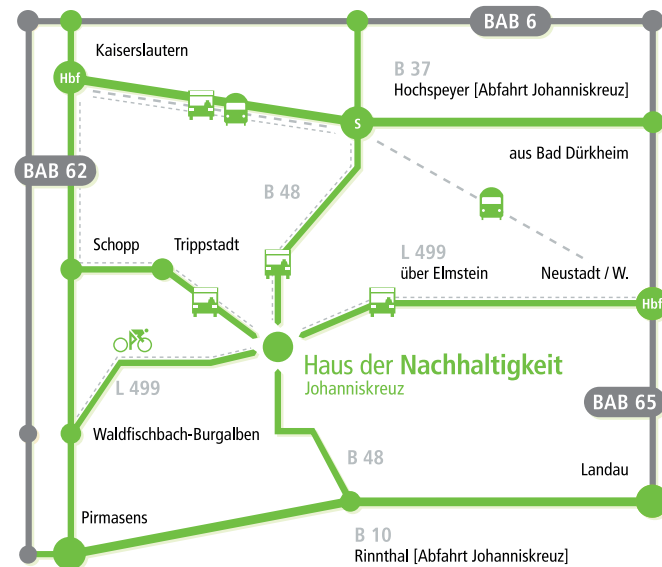 BAB 6
Kaiserslautern
B 37
Hochspeyer [Abfahrt Johanniskreuz]
Hbf
S
aus Bad Dürkheim
BAB 62
B 48
Schopp
Trippstadt
L 499
über Elmstein
Neustadt / W.
Hbf
Haus der Nachhaltigkeit
Johanniskreuz
L 499
BAB 65
Waldfischbach-Burgalben
B 48
Landau
Pirmasens
B 10
Rinnthal [Abfahrt Johanniskreuz]